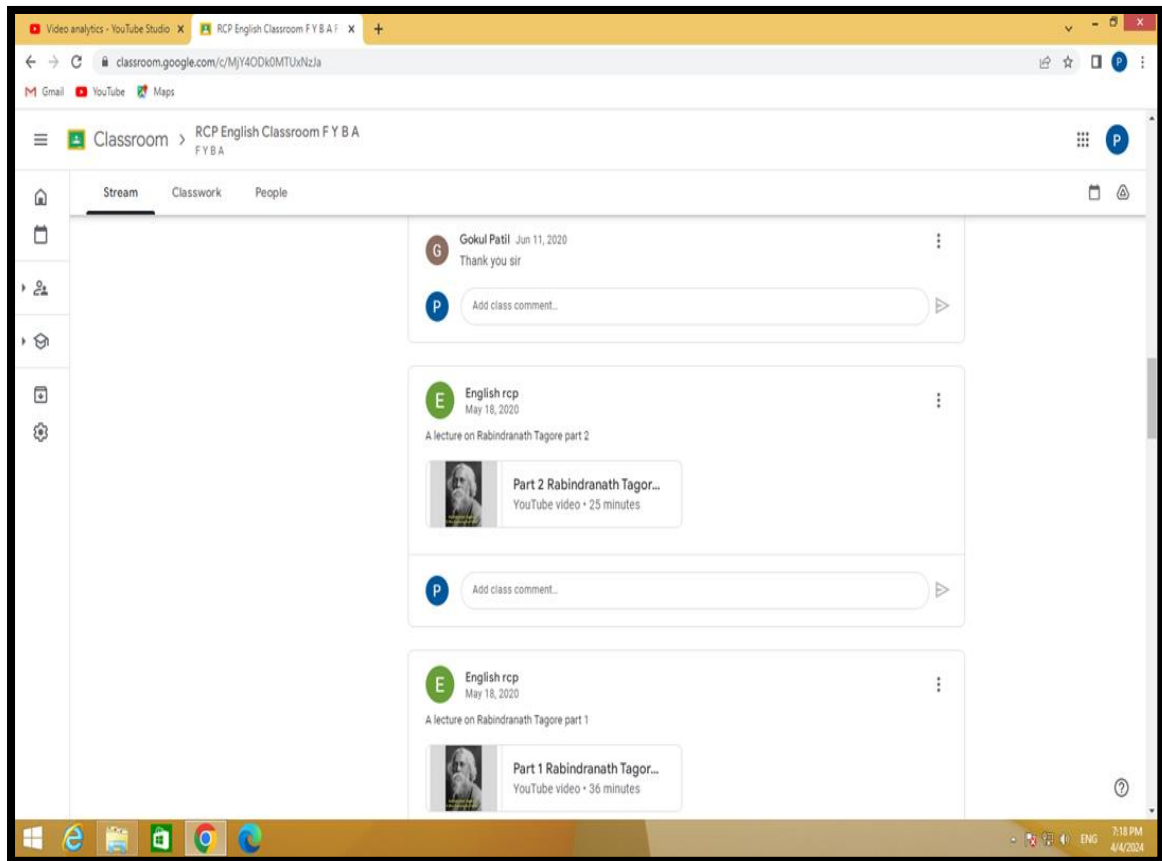 Video analytics - YouTube Studio
RCP English Classroom F Y B A F
classroom.google.com/c/MjY4ODk0MTUxNzJa
Gmail YouTube Maps
Classroom > RCP English Classroom F Y B A
F Y B A
P
Stream Classwork People
G
Gokul Patil Jun 11, 2020
Thank you sir
P
Add class comment...
E
English rcp
May 18, 2020
A lecture on Rabindranath Tagore part 2
Part 2 Rabindranath Tagor...
YouTube video • 25 minutes
P
Add class comment...
E
English rcp
May 18, 2020
A lecture on Rabindranath Tagore part 1
Part 1 Rabindranath Tagor...
YouTube video • 36 minutes
ENG
7:18 PM
4/4/2024